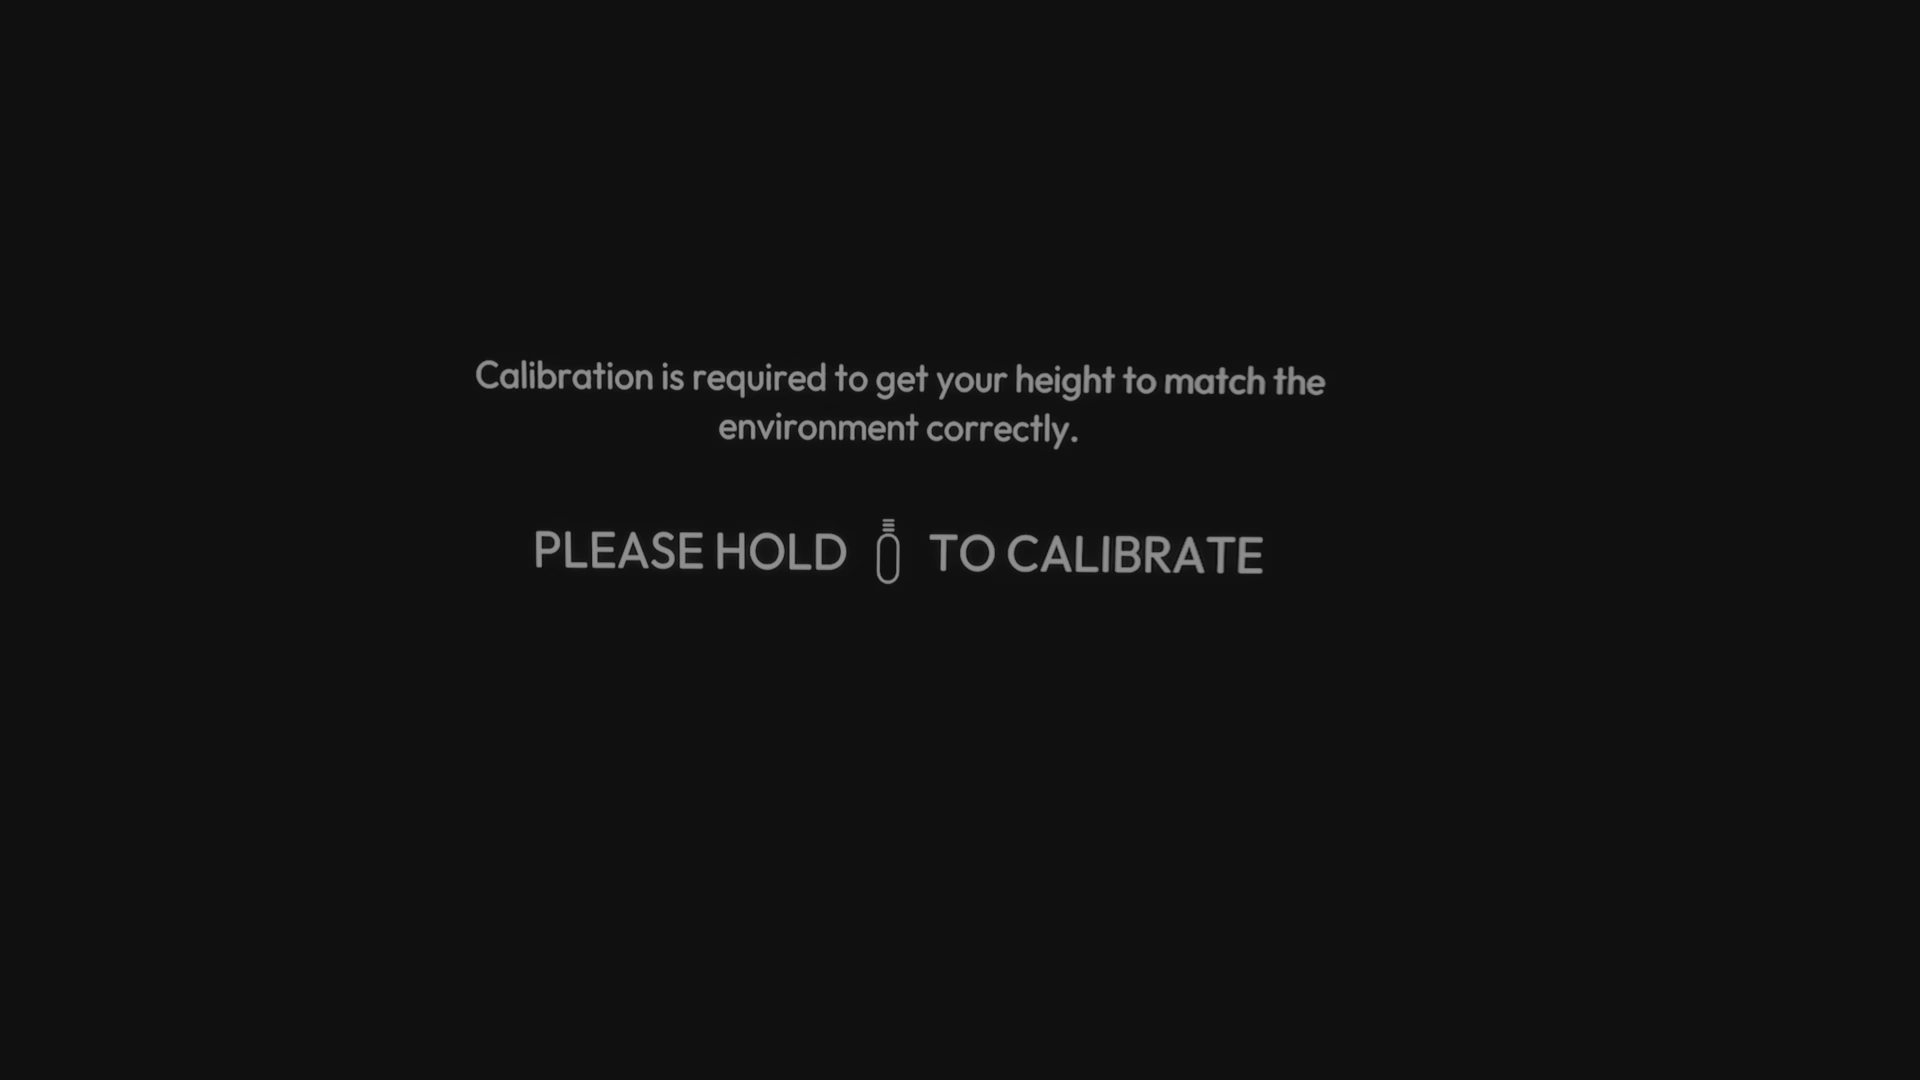 Calibration is required to get your height to match the
environment correctly.
PLEASE HOLD TO CALIBRATE